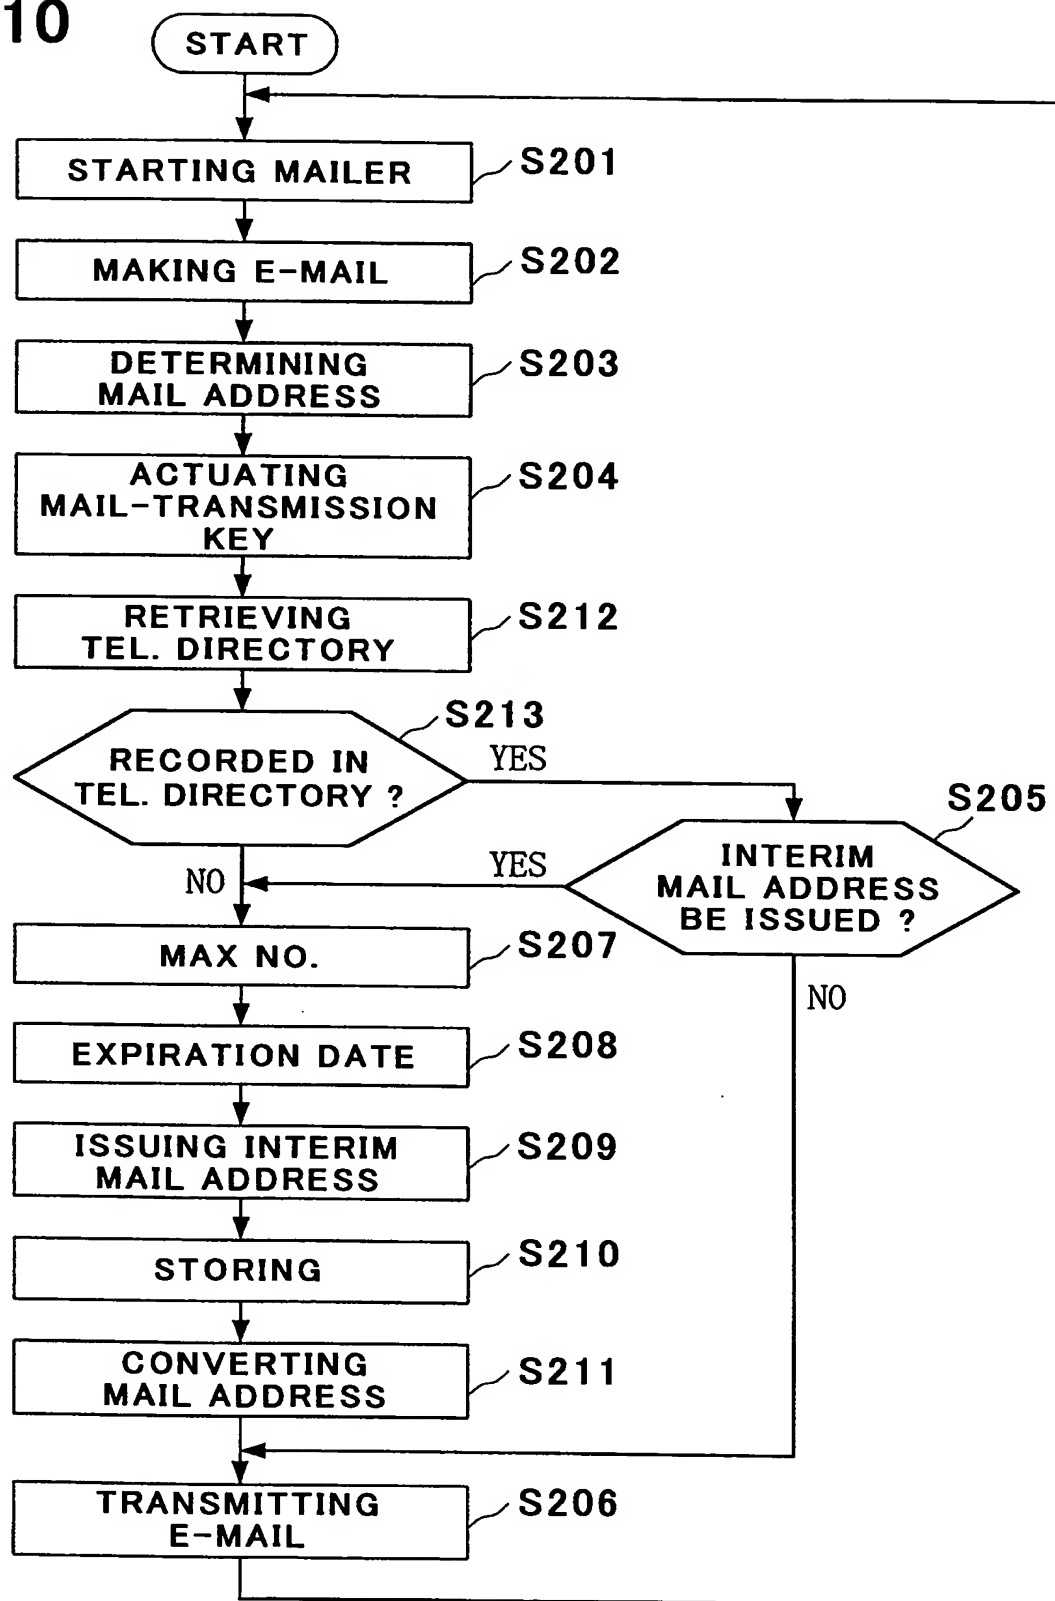 10
START
STARTING MAILER
S201
MAKING E-MAIL
S202
DETERMINING
MAIL ADDRESS
S203
ACTUATING
MAIL-TRANSMISSION
KEY
S204
RETRIEVING
TEL. DIRECTORY
S212
RECORDED IN
TEL. DIRECTORY ?
S213
YES
NO
INTERIM
MAIL ADDRESS
BE ISSUED ?
S205
YES
NO
MAX NO.
S207
EXPIRATION DATE
S208
ISSUING INTERIM
MAIL ADDRESS
S209
STORING
S210
CONVERTING
MAIL ADDRESS
S211
TRANSMITTING
E-MAIL
S206